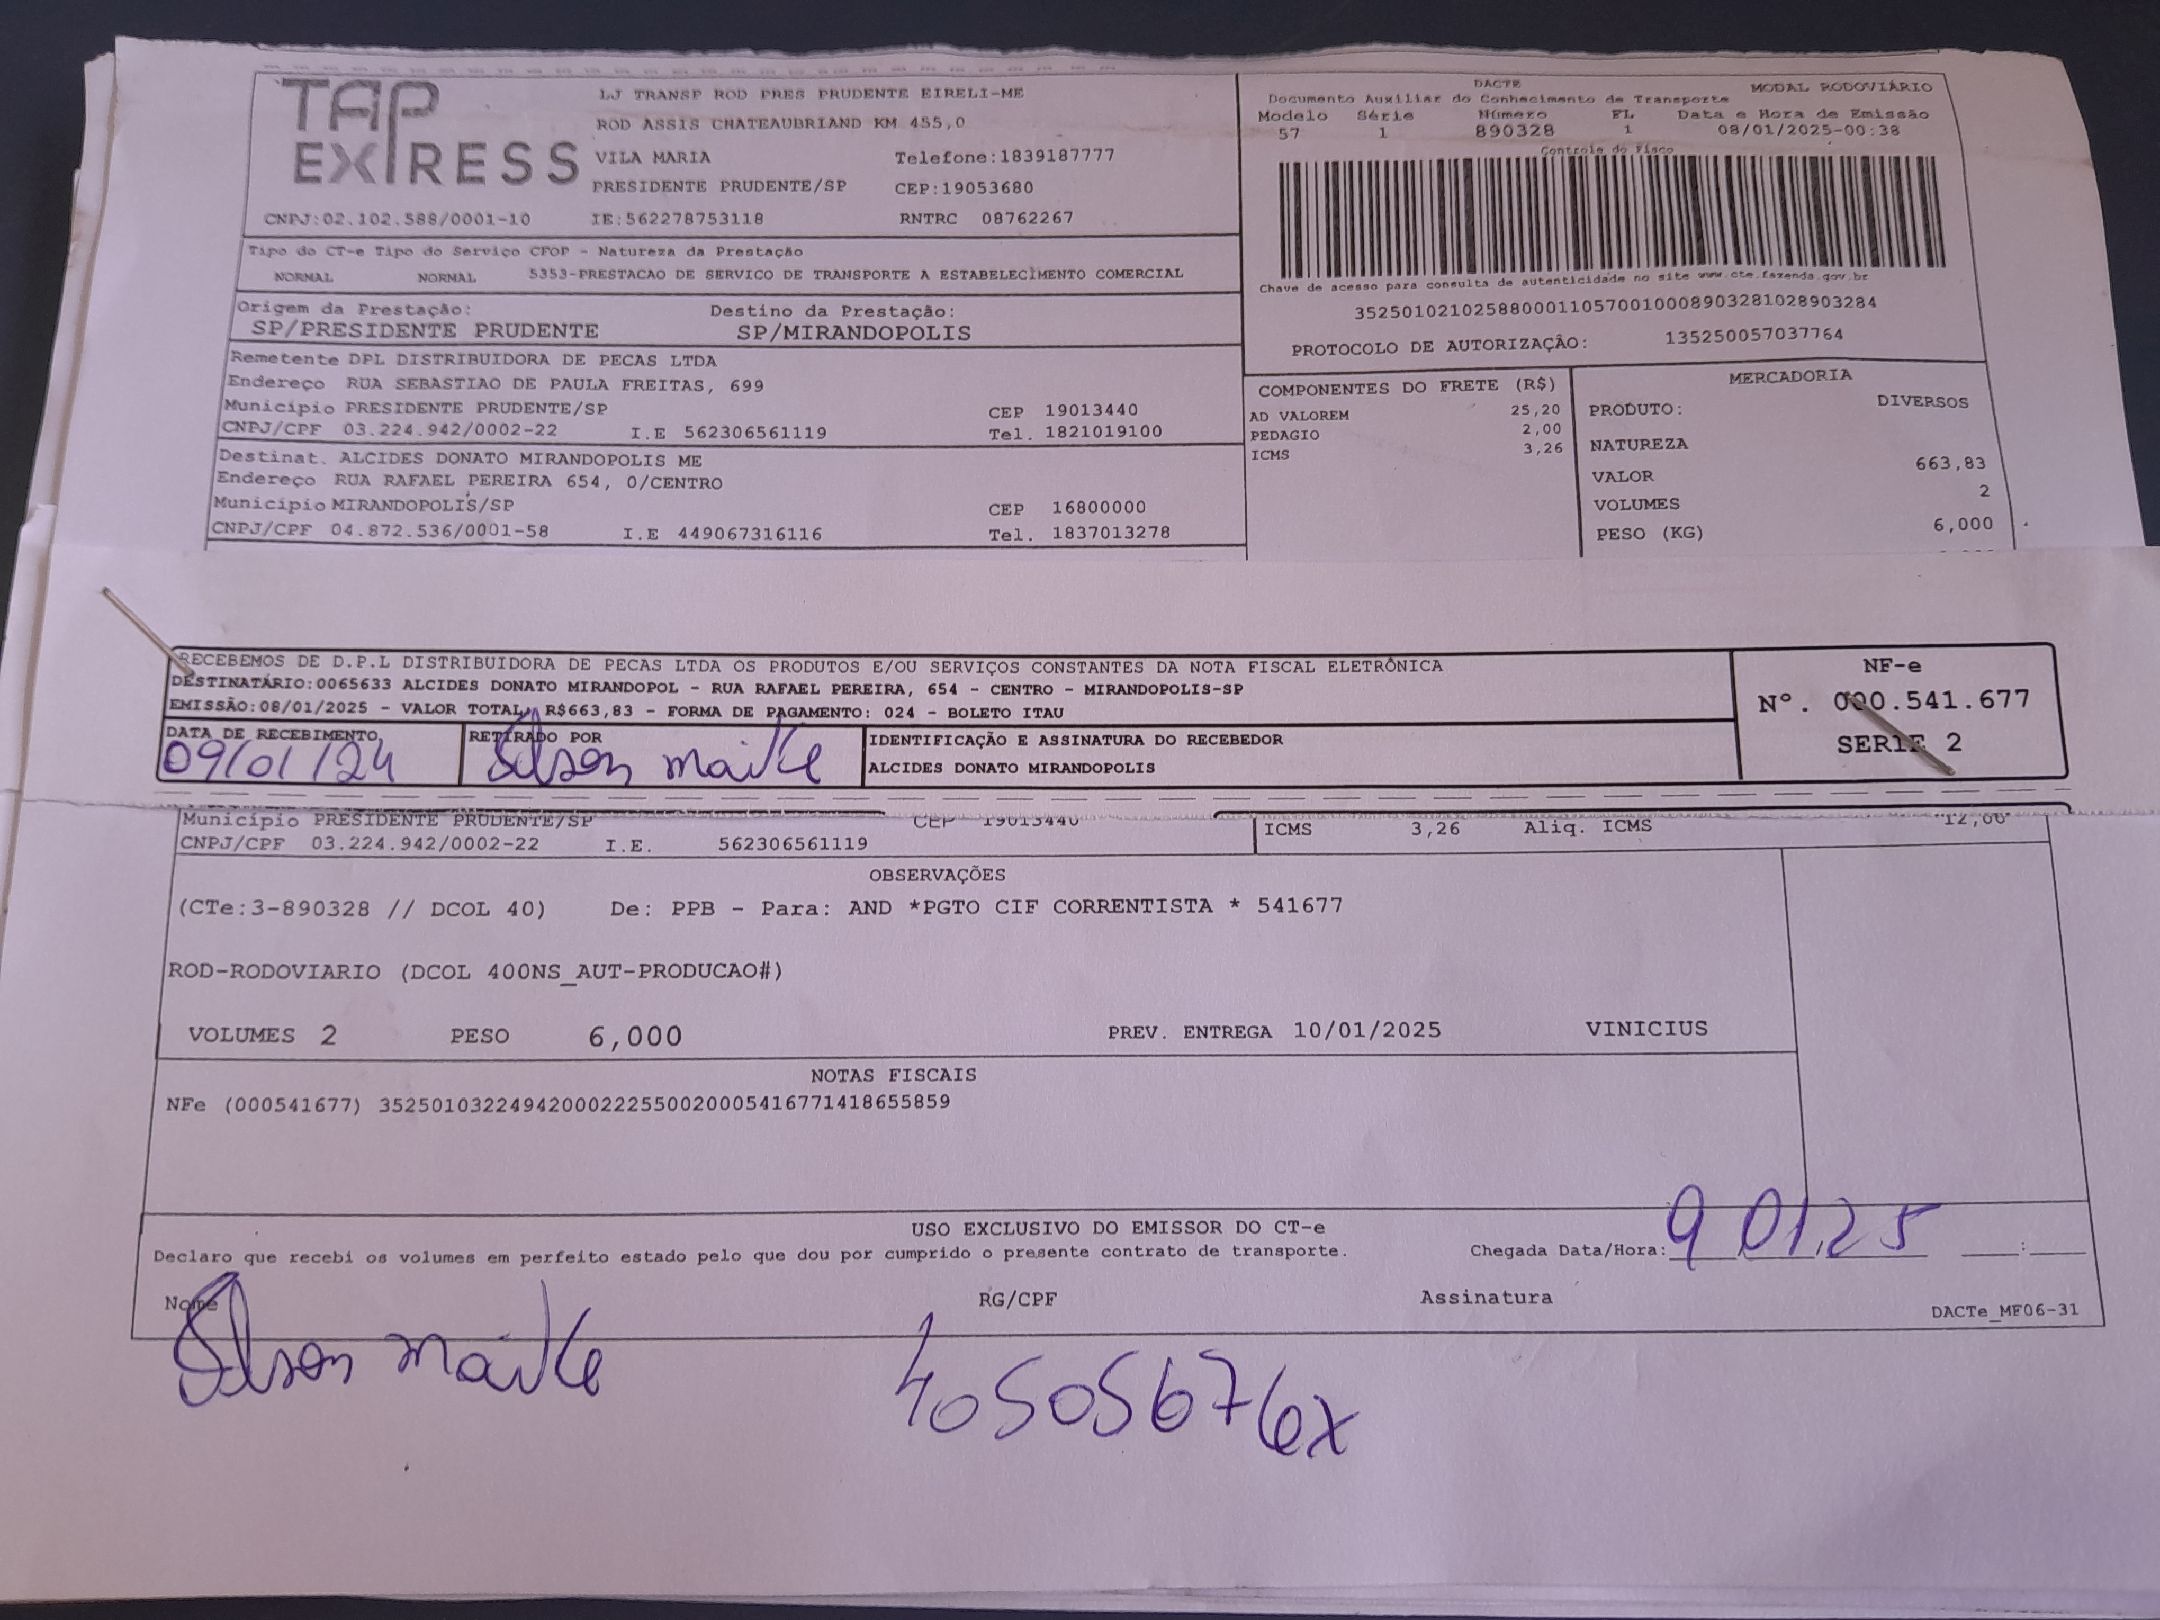 TAP EXPRESS
LJ TRANSP ROD PRES PRUDENTE EIRELI-ME
ROD ASSIS CHATEAUBRIAND KM 455,0
VILA MARIA Telefone:1839187777
PRESIDENTE PRUDENTE/SP CEP:19053680
CNPJ:02.102.588/0001-10 IE:562278753118 RNTRC 08762267
DACTE MODAL RODOVIÁRIO
Documento Auxiliar do Conhecimento de Transporte
Modelo Série Número FL Data e Hora de Emissão
57 1 890328 1 08/01/2025-00:38
Controle do Fisco
Chave de acesso para consulta de autenticidade no site www.cte.fazenda.gov.br
35250102102588000110570010008903281028903284
PROTOCOLO DE AUTORIZAÇÃO: 135250057037764
Tipo do CT-e Tipo do Serviço CFOP - Natureza da Prestação
NORMAL NORMAL 5353-PRESTACAO DE SERVICO DE TRANSPORTE A ESTABELECIMENTO COMERCIAL
Origem da Prestação: Destino da Prestação:
SP/PRESIDENTE PRUDENTE SP/MIRANDOPOLIS
Remetente DPL DISTRIBUIDORA DE PECAS LTDA
Endereço RUA SEBASTIAO DE PAULA FREITAS, 699
Município PRESIDENTE PRUDENTE/SP CEP 19013440
CNPJ/CPF 03.224.942/0002-22 I.E 562306561119 Tel. 1821019100
Destinat. ALCIDES DONATO MIRANDOPOLIS ME
Endereço RUA RAFAEL PEREIRA 654, 0/CENTRO
Município MIRANDOPOLIS/SP CEP 16800000
CNPJ/CPF 04.872.536/0001-58 I.E 449067316116 Tel. 1837013278
COMPONENTES DO FRETE (R$)
AD VALOREM 25,20
PEDAGIO 2,00
ICMS 3,26
MERCADORIA
PRODUTO: DIVERSOS
NATUREZA
VALOR 663,83
VOLUMES 2
PESO (KG) 6,000
RECEBEMOS DE D.P.L DISTRIBUIDORA DE PECAS LTDA OS PRODUTOS E/OU SERVIÇOS CONSTANTES DA NOTA FISCAL ELETRÔNICA
DESTINATÁRIO:0065633 ALCIDES DONATO MIRANDOPOL - RUA RAFAEL PEREIRA, 654 - CENTRO - MIRANDOPOLIS-SP
EMISSÃO:08/01/2025 - VALOR TOTAL: R$663,83 - FORMA DE PAGAMENTO: 024 - BOLETO ITAU
NF-e
Nº. 000.541.677
SERIE 2
DATA DE RECEBIMENTO RETIRADO POR IDENTIFICAÇÃO E ASSINATURA DO RECEBEDOR
09/01/24 maike ALCIDES DONATO MIRANDOPOLIS
Município PRESIDENTE PRUDENTE/SP CEP 19013440
CNPJ/CPF 03.224.942/0002-22 I.E. 562306561119
ICMS 3,26 Aliq. ICMS 12,00
OBSERVAÇÕES
(CTe:3-890328 // DCOL 40) De: PPB - Para: AND *PGTO CIF CORRENTISTA * 541677
ROD-RODOVIARIO (DCOL 400NS_AUT-PRODUCAO#)
VOLUMES 2 PESO 6,000 PREV. ENTREGA 10/01/2025 VINICIUS
NOTAS FISCAIS
NFe (000541677) 35250103224942000222550020005416771418655859
USO EXCLUSIVO DO EMISSOR DO CT-e
Declaro que recebi os volumes em perfeito estado pelo que dou por cumprido o presente contrato de transporte. Chegada Data/Hora: 9 01 25 :
Nome RG/CPF Assinatura
DACTe_MF06-31
maike 40505676x